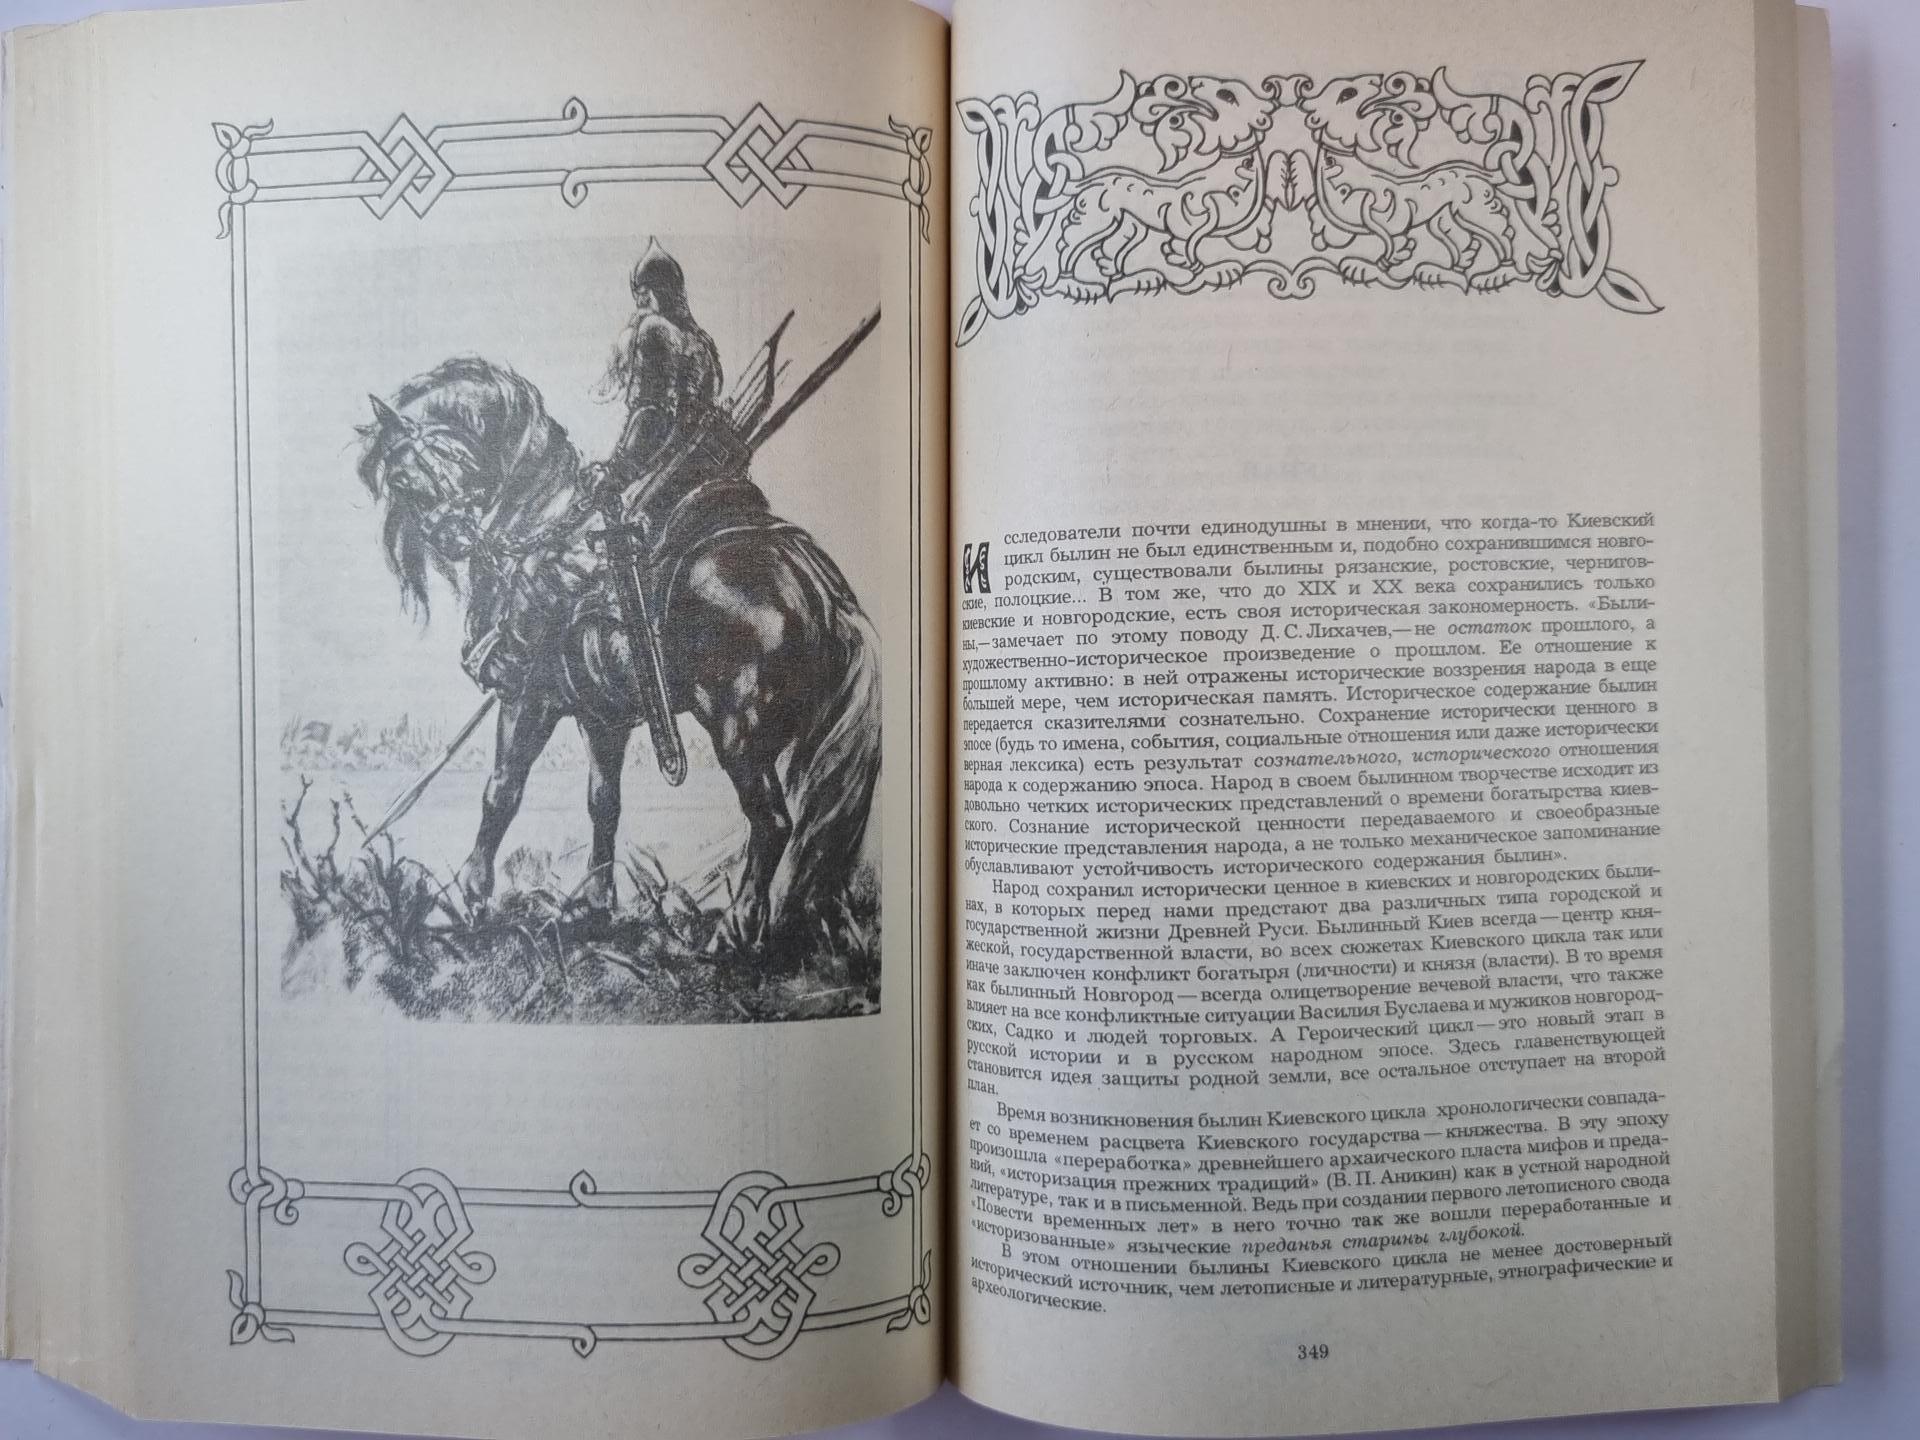 Исследователи почти единодушны в мнении, что когда-то Киевский
цикл былин не был единственным и, подобно сохранившимся новго-
родским, существовали былины рязанские, ростовские, чернигов-
ские, полоцкие... В том же, что до XIX и XX века сохранились только
киевские и новгородские, есть своя историческая закономерность. «Были-
ны,—замечает по этому поводу Д. С. Лихачев,—не остаток прошлого, а
художественно-историческое произведение о прошлом. Ее отношение к
прошлому активно: в ней отражены исторические воззрения народа в еще
большей мере, чем историческая память. Историческое содержание былин
передается сказителями сознательно. Сохранение исторически ценного в
эпосе (будь то имена, события, социальные отношения или даже исторически
верная лексика) есть результат сознательного, исторического отношения
народа к содержанию эпоса. Народ в своем былинном творчестве исходит из
довольно четких исторических представлений о времени богатырства киев-
ского. Сознание исторической ценности передаваемого и своеобразные
исторические представления народа, а не только механическое запоминание
обуславливают устойчивость исторического содержания былин».
Народ сохранил исторически ценное в киевских и новгородских были-
нах, в которых перед нами предстают два различных типа городской и
государственной жизни Древней Руси. Былинный Киев всегда—центр кня-
жеской, государственной власти, во всех сюжетах Киевского цикла так или
иначе заключен конфликт богатыря (личности) и князя (власти). В то время
как былинный Новгород—всегда олицетворение вечевой власти, что также
влияет на все конфликтные ситуации Василия Буслаева и мужиков новгород-
ских, Садко и людей торговых. А Героический цикл—это новый этап в
русской истории и в русском народном эпосе. Здесь главенствующей
становится идея защиты родной земли, все остальное отступает на второй
план.
Время возникновения былин Киевского цикла хронологически совпада-
ет со временем расцвета Киевского государства—княжества. В эту эпоху
произошла «переработка» древнейшего архаического пласта мифов и преда-
ний, «историзация прежних традиций» (В. П. Аникин) как в устной народной
литературе, так и в письменной. Ведь при создании первого летописного свода
«Повести временных лет» в него точно так же вошли переработанные и
«историзованные» языческие преданья старины глубокой.
В этом отношении былины Киевского цикла не менее достоверный
исторический источник, чем летописные и литературные, этнографические и
археологические.
349